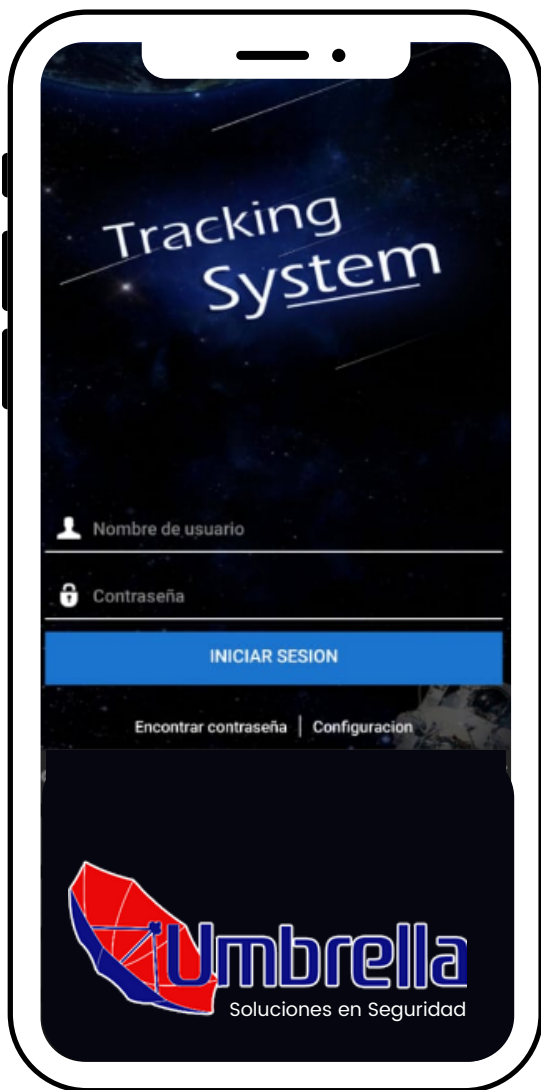 Tracking
System
Nombre de usuario
Contraseña
INICIAR SESION
Encontrar contraseña | Configuracion
Umbrella
Soluciones en Seguridad